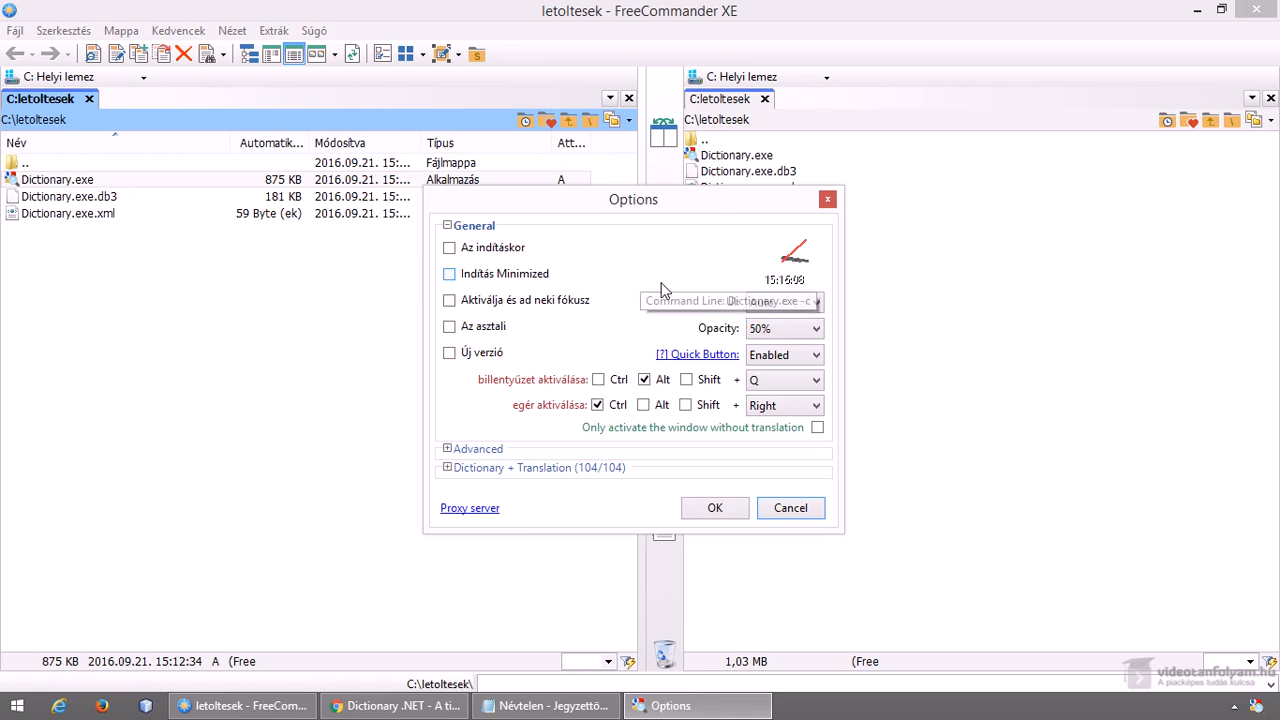 letoltesek - FreeCommander XE
Fájl Szerkesztés Mappa Kedvencek Nézet Extrák Súgó
C: Helyi lemez
C: Helyi lemez
C:letoltesek
C:letoltesek
C:\letoltesek
C:\letoltesek
Név Automatik... Módosítva Típus Att...
.. 2016.09.21. 15:... Fájlmappa
Dictionary.exe 875 KB 2016.09.21. 15:... Alkalmazás A
Dictionary.exe.db3 181 KB 2016.09.21. 15:...
Dictionary.exe.xml 59 Byte (ek) 2016.09.21. 15:...
..
Dictionary.exe
Dictionary.exe.db3
Options
General
Az indításkor
Indítás Minimized
15:16:08
Aktiválja és ad neki fókusz
Command Line: Dictionary.exe -c
Az asztali
Opacity: 50%
Új verzió
[?] Quick Button: Enabled
billentyűzet aktiválása: Ctrl Alt Shift + Q
egér aktiválása: Ctrl Alt Shift + Right
Only activate the window without translation
Advanced
Dictionary + Translation (104/104)
Proxy server OK Cancel
875 KB 2016.09.21. 15:12:34 A (Free
1,03 MB (Free
C:\letoltesek\
videotanfolyam.hu
A piacképes tudás kulcsa
letoltesek - FreeCom...
Dictionary .NET - A ti...
Névtelen - Jegyzettö...
Options